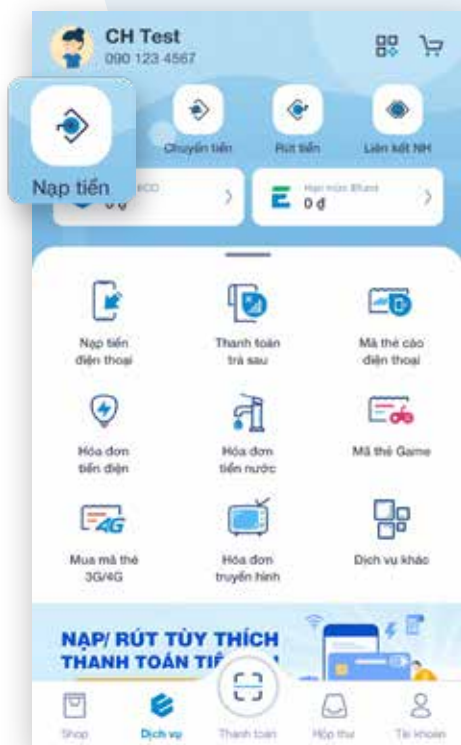 CH Test
090 123 4567
Nạp tiền
Chuyển tiền
Rút tiền
Liên kết NH
ECO
0 đ
0 đ
Nạp tiền
điện thoại
Thanh toán
trả sau
Mã thẻ cào
điện thoại
Hóa đơn
tiền điện
Hóa đơn
tiền nước
Mã thẻ Game
4G
Mua mã thẻ
3G/4G
Hóa đơn
truyền hình
Dịch vụ khác
NẠP/ RÚT TÙY THÍCH
THANH TOÁN
Shop
Dịch vụ
Thanh toán
Hộp thư
Tài khoản